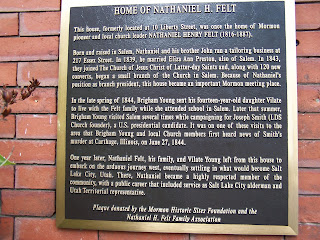 HOME OF NATHANIEL H. FELT
This house, formerly located at 10 Liberty Street, was once the home of Mormon
pioneer and local church leader NATHANIEL HENRY FELT (1816-1887).
Born and raised in Salem, Nathaniel and his brother John ran a tailoring business at
217 Essex Street. In 1839, he married Eliza Ann Preston, also of Salem. In 1843,
they joined The Church of Jesus Christ of Latter-day Saints and, along with 120 new
converts, began a small branch of the Church in Salem. Because of Nathaniel's
position as branch president, this house became an important Mormon meeting place.
In the late spring of 1844, Brigham Young sent his fourteen-year-old daughter Vilate
to live with the Felt family while she attended school in Salem. Later that summer,
Brigham Young visited Salem several times while campaigning for Joseph Smith (LDS
Church founder), a U.S. presidential candidate. It was on one of these visits to the
area that Brigham Young and local Church members first heard news of Smith's
murder at Carthage, Illinois, on June 27, 1844.
One year later, Nathaniel Felt, his family, and Vilate Young left from this house to
embark on the arduous journey west, eventually settling in what would become Salt
Lake City, Utah. There, Nathaniel became a highly respected member of the
community, with a public career that included service as Salt Lake City alderman and
Utah Territorial representative.
Plaque donated by the Mormon Historic Sites Foundation and the
Nathaniel H. Felt Family Association